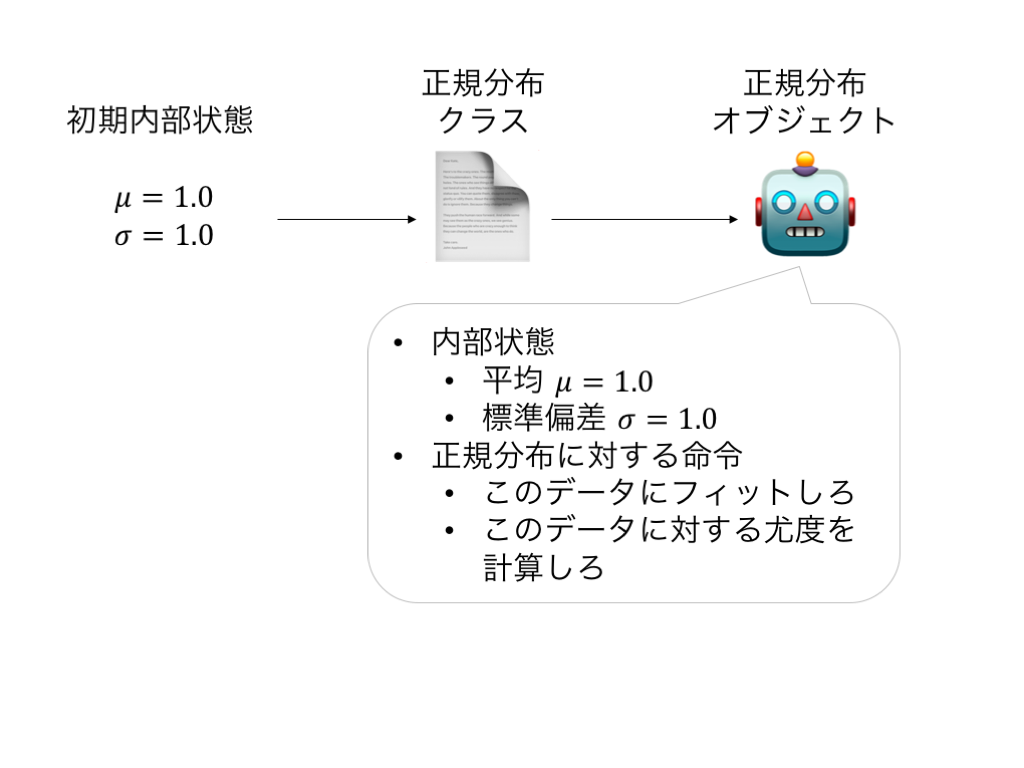 初期内部状態
μ = 1.0
σ = 1.0
正規分布
クラス
正規分布
オブジェクト
• 内部状態
• 平均 μ = 1.0
• 標準偏差 σ = 1.0
• 正規分布に対する命令
• このデータにフィットしろ
• このデータに対する尤度を
計算しろ